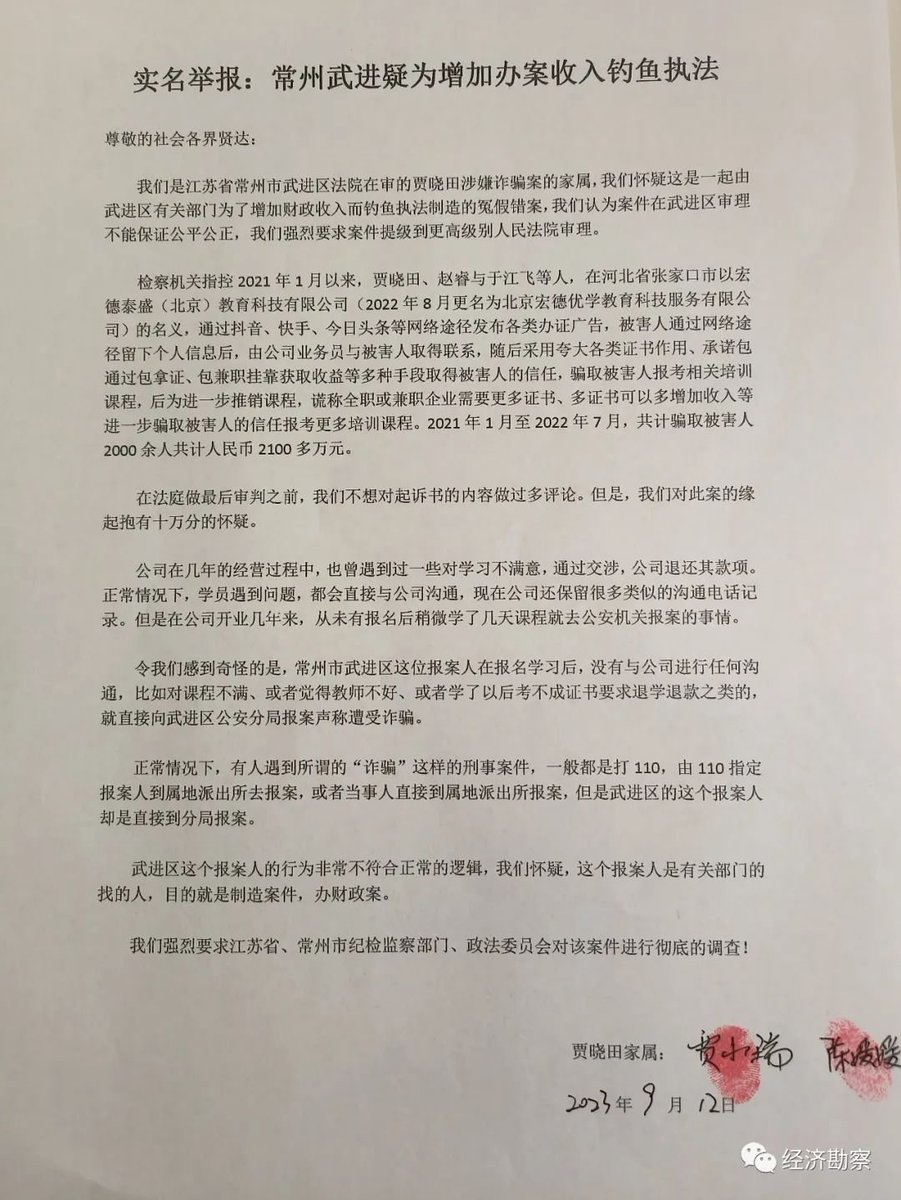 实名举报：常州武进疑为增加办案收入钓鱼执法
尊敬的社会各界贤达：
我们是江苏省常州市武进区法院在审的贾晓田涉嫌诈骗案的家属，我们怀疑这是一起由
武进区有关部门为了增加财政收入而钓鱼执法制造的冤假错案，我们认为案件在武进区审理
不能保证公平公正，我们强烈要求案件提级到更高级别人民法院审理。
检察机关指控 2021 年 1 月以来，贾晓田、赵睿与于江飞等人，在河北省张家口市以宏
德泰盛（北京）教育科技有限公司（2022 年 8 月更名为北京宏德优学教育科技服务有限公
司）的名义，通过抖音、快手、今日头条等网络途径发布各类办证广告，被害人通过网络途
径留下个人信息后，由公司业务员与被害人取得联系，随后采用夸大各类证书作用、承诺包
通过包拿证、包兼职挂靠获取收益等多种手段取得被害人的信任，骗取被害人报考相关培训
课程，后为进一步推销课程，谎称全职或兼职企业需要更多证书、多证书可以多增加收入等
进一步骗取被害人的信任报考更多培训课程。2021 年 1 月至 2022 年 7 月，共计骗取被害人
2000 余人共计人民币 2100 多万元。
在法庭做最后审判之前，我们不想对起诉书的内容做过多评论。但是，我们对此案的缘
起抱有十万分的怀疑。
公司在几年的经营过程中，也曾遇到过一些对学习不满意，通过交涉，公司退还其款项。
正常情况下，学员遇到问题，都会直接与公司沟通，现在公司还保留很多类似的沟通电话记
录。但是在公司开业几年来，从未有报名后稍微学了几天课程就去公安机关报案的事情。
令我们感到奇怪的是，常州市武进区这位报案人在报名学习后，没有与公司进行任何沟
通，比如对课程不满、或者觉得教师不好、或者学了以后考不成证书要求退学退款之类的，
就直接向武进区公安分局报案声称遭受诈骗。
正常情况下，有人遇到所谓的“诈骗”这样的刑事案件，一般都是打 110，由 110 指定
报案人到属地派出所去报案，或者当事人直接到属地派出所报案，但是武进区的这个报案人
却是直接到分局报案。
武进区这个报案人的行为非常不符合正常的逻辑，我们怀疑，这个报案人是有关部门的
找的人，目的就是制造案件，办财政案。
我们强烈要求江苏省、常州市纪检监察部门、政法委员会对该案件进行彻底的调查！
贾晓田家属： 贾小瑞
2023 年 9 月 12日
经济勘察